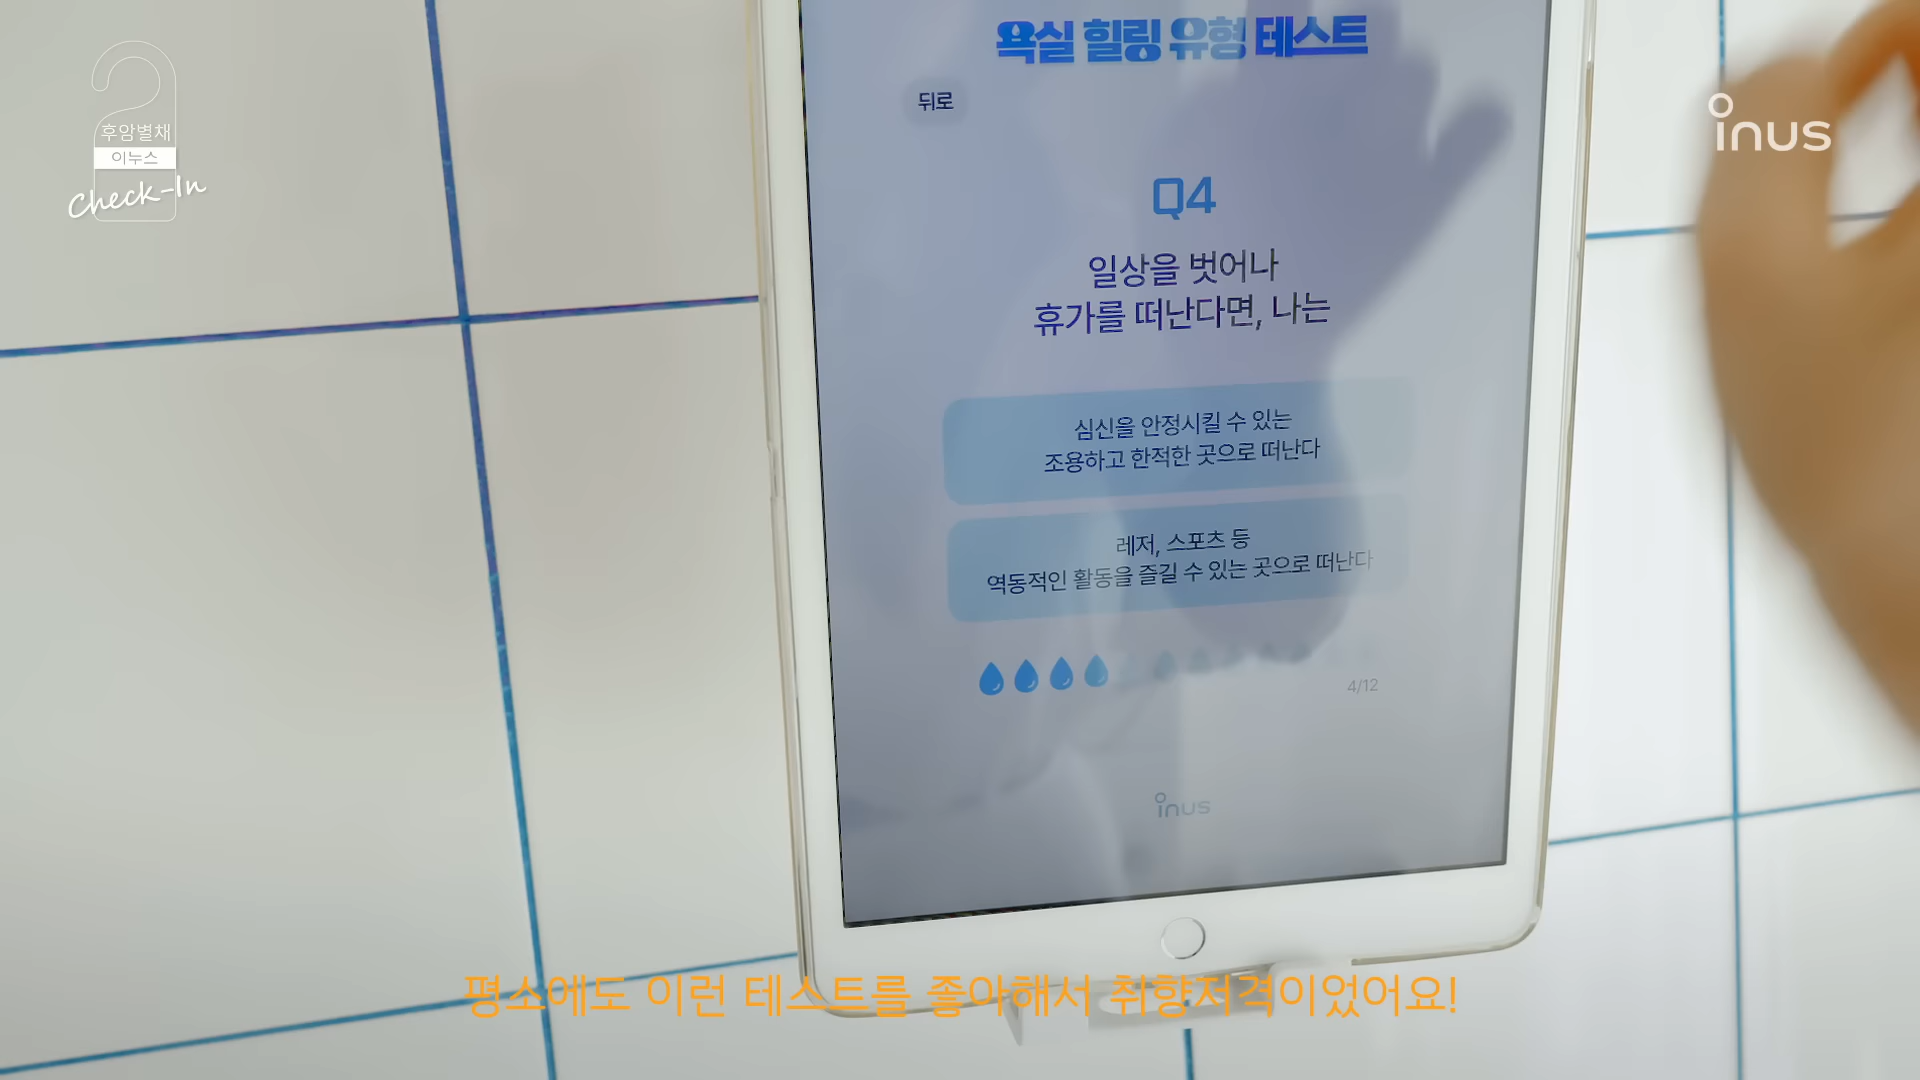 후암별채
이누스
Check-In
inus
욕실 힐링 유형 테스트
뒤로
Q4
일상을 벗어나
휴가를 떠난다면, 나는
심신을 안정시킬 수 있는
조용하고 한적한 곳으로 떠난다
레저, 스포츠 등
역동적인 활동을 즐길 수 있는 곳으로 떠난다
4/12
inus
평소에도 이런 테스트를 좋아해서 취향저격이었어요!